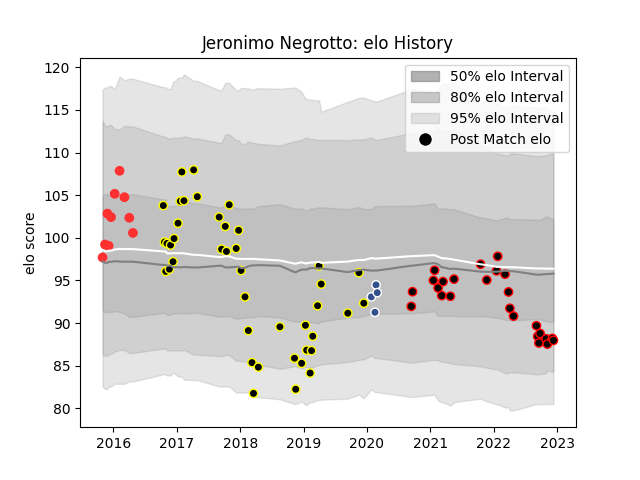 Jeronimo Negrotto: elo History
50% elo Interval
80% elo Interval
95% elo Interval
Post Match elo
elo score
120
115
110
105
100
95
90
85
80
2016 2017 2018 2019 2020 2021 2022 2023